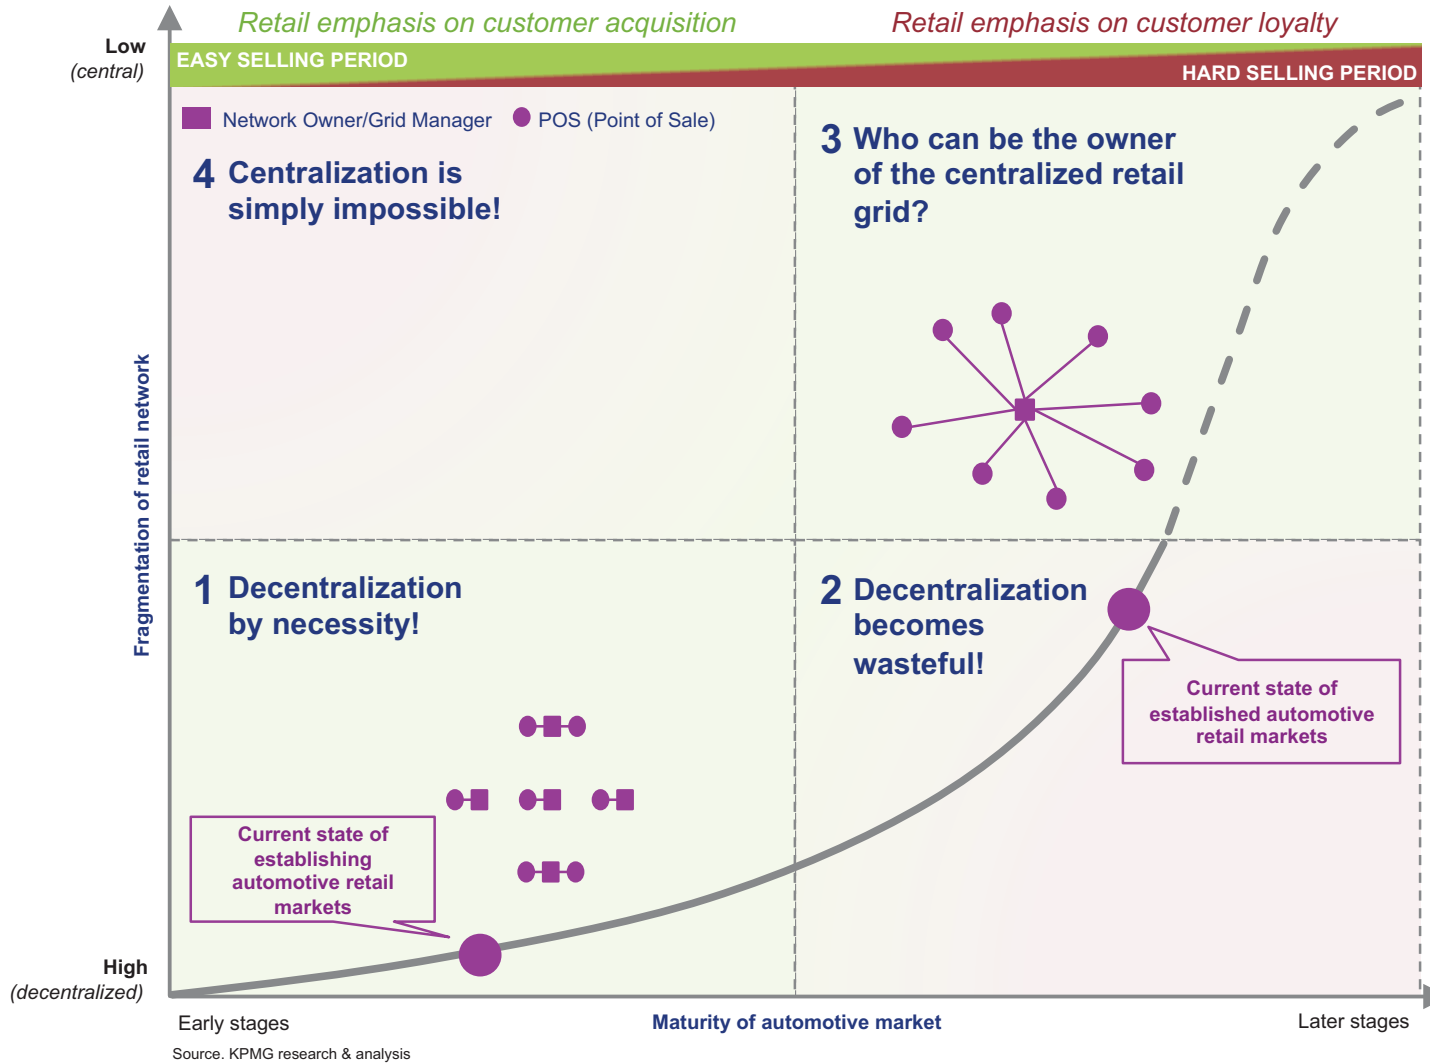 Retail emphasis on customer acquisition
Retail emphasis on customer loyalty
Low
(central)
EASY SELLING PERIOD
HARD SELLING PERIOD
Network Owner/Grid Manager
POS (Point of Sale)
4 Centralization is
simply impossible!
3 Who can be the owner
of the centralized retail
grid?
Fragmentation of retail network
1 Decentralization
by necessity!
2 Decentralization
becomes
wasteful!
Current state of
established automotive
retail markets
Current state of
establishing
automotive retail
markets
High
(decentralized)
Early stages
Maturity of automotive market
Later stages
Source. KPMG research & analysis